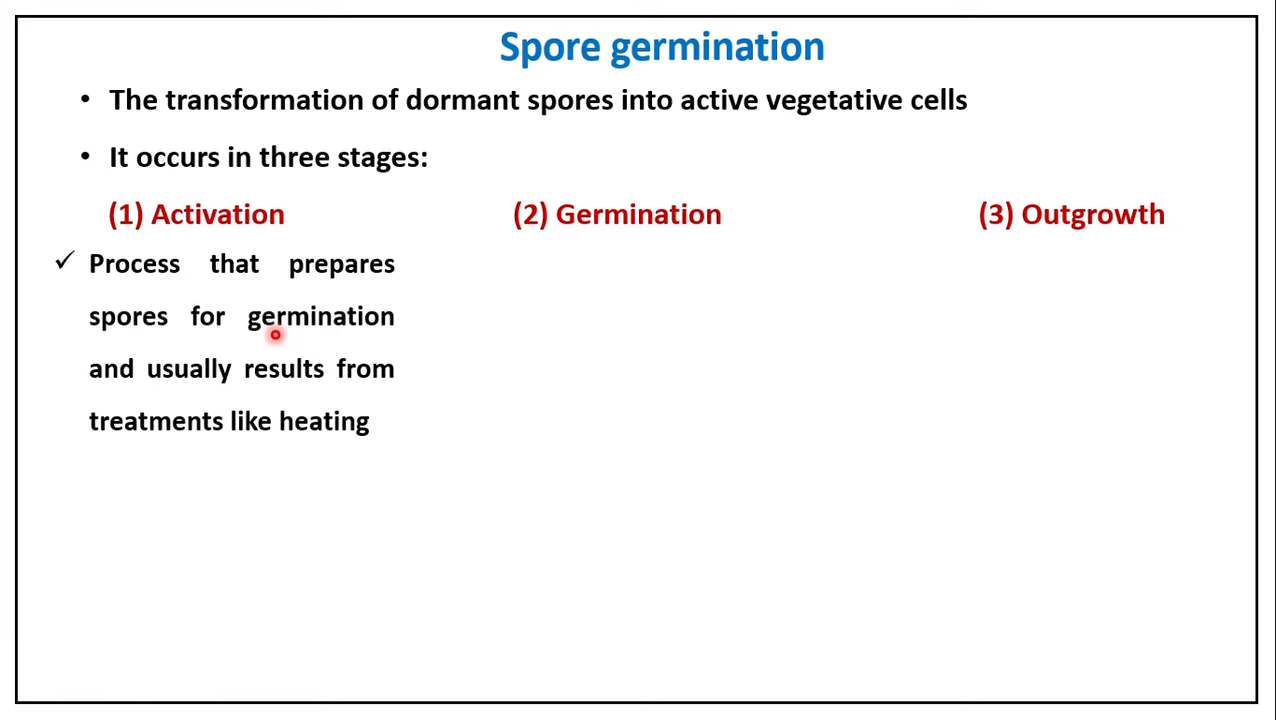 Spore germination
• The transformation of dormant spores into active vegetative cells
• It occurs in three stages:
(1) Activation (2) Germination (3) Outgrowth
✓ Process that prepares
spores for germination
and usually results from
treatments like heating